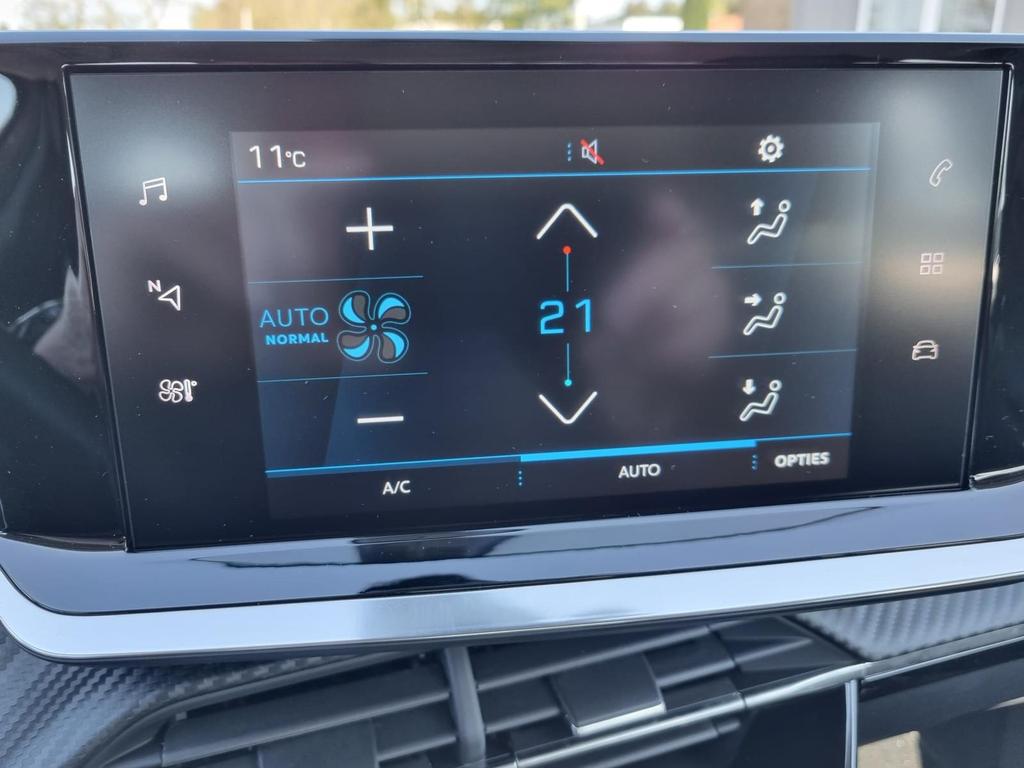 11°C
N
AUTO
NORMAL
21
A/C
AUTO
OPTIES